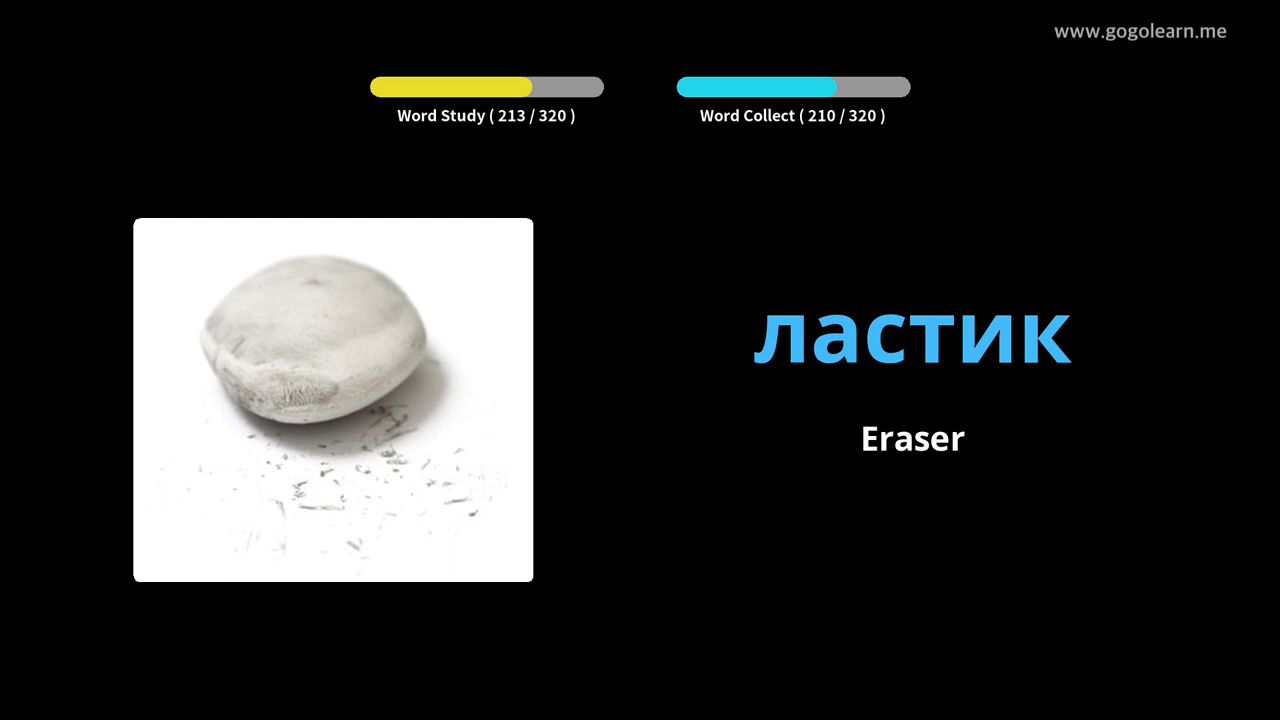 www.gogolearn.me
Word Study ( 213 / 320 )
Word Collect ( 210 / 320 )
ластик
Eraser